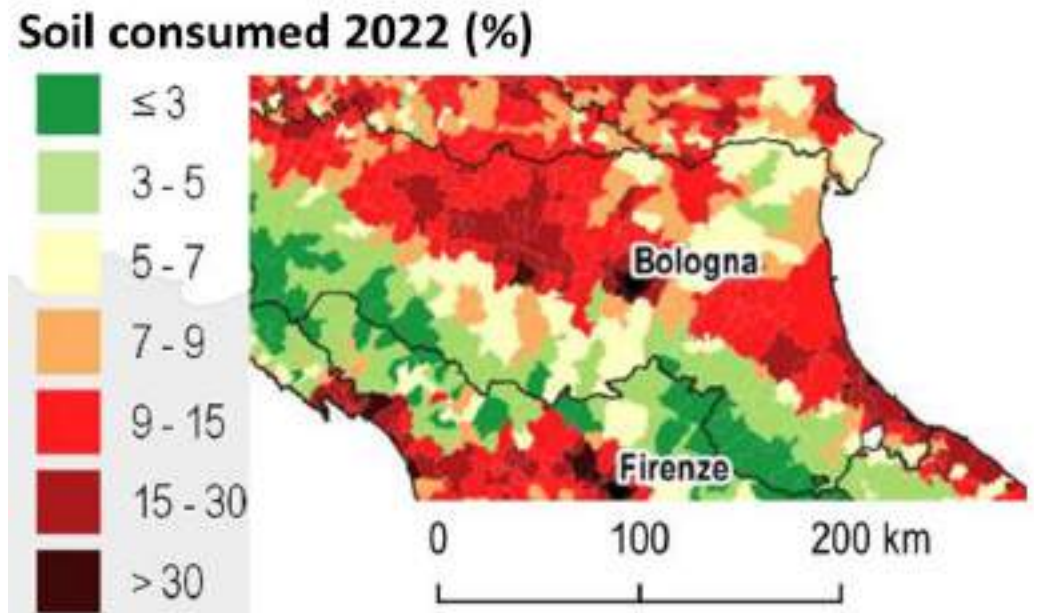 Soil consumed 2022 (%)
≤ 3
3 - 5
5 - 7
7 - 9
9 - 15
15 - 30
> 30
Bologna
Firenze
0 100 200 km